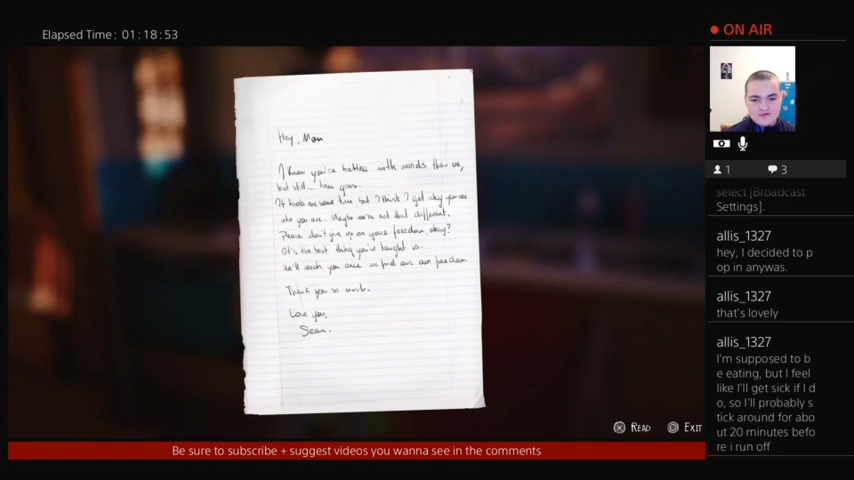 Elapsed Time : 01:18:53
ON AIR
Hey, Mom
I know you're better with words than us,
but still... here goes.
It took me some time but I think I get why you are
who you are. Maybe we're not that different.
Please don't give up on your freedom, okay?
It's the best thing you've taught us.
We'll reach you once we find our own freedom
Thank you so much.
Love you,
Sean.
READ
EXIT
Be sure to subscribe + suggest videos you wanna see in the comments
1
3
select [Broadcast
Settings].
allis_1327
hey, I decided to p
op in anywas.
allis_1327
that's lovely
allis_1327
I'm supposed to b
e eating, but I feel
like I'll get sick if I d
o, so I'll probably s
tick around for abo
ut 20 minutes befo
re i run off